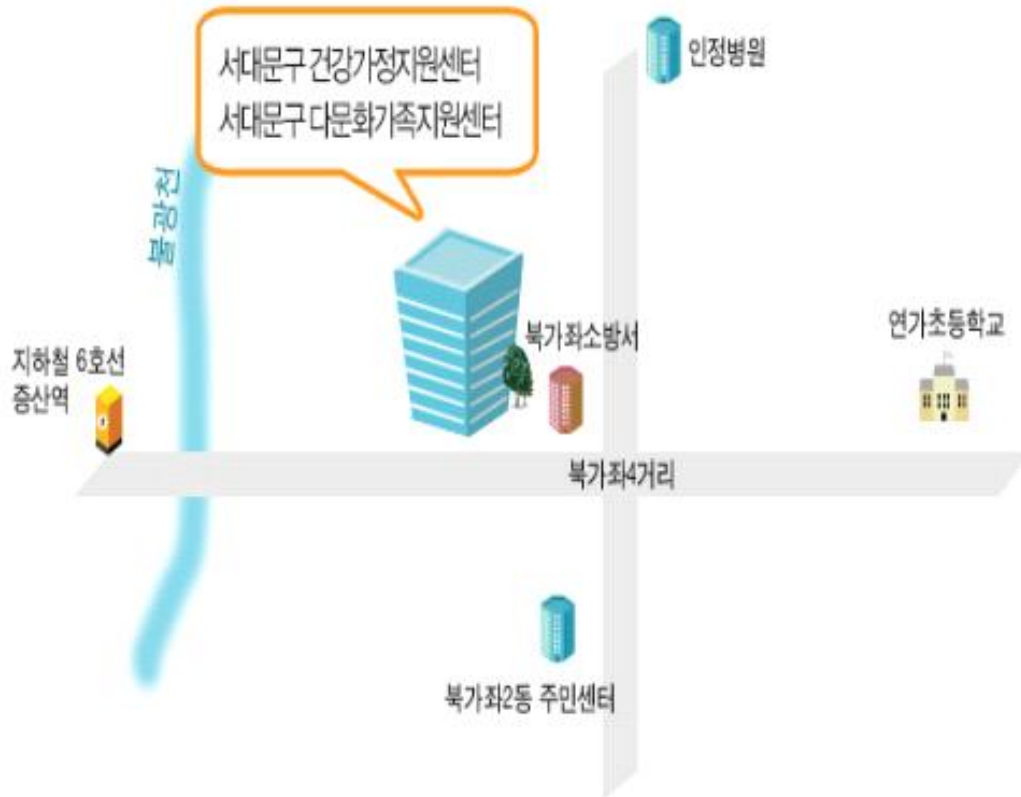 서대문구 건강가정지원센터
서대문구 다문화가족지원센터
인정병원
불광천
북가좌소방서
연가초등학교
지하철 6호선
증산역
북가좌4거리
북가좌2동 주민센터